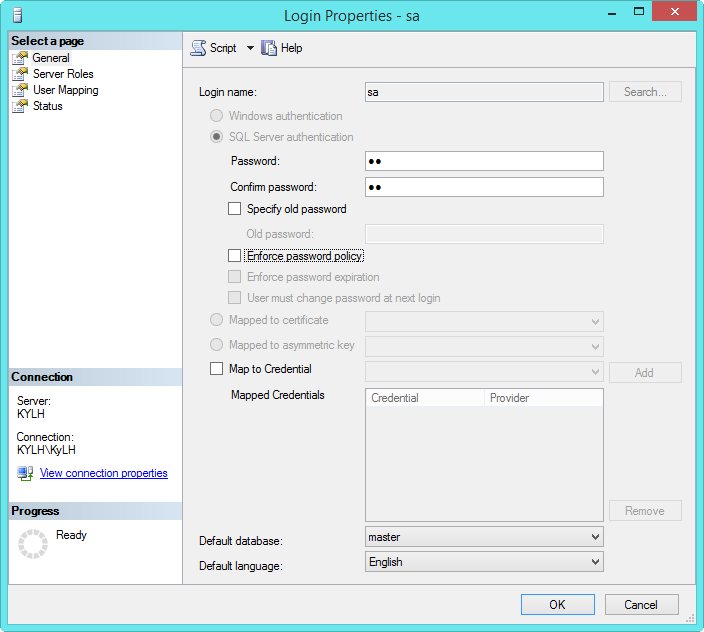 Login Properties - sa
Select a page
General
Server Roles
User Mapping
Status
Script
Help
Login name:
sa
Search...
Windows authentication
SQL Server authentication
Password:
●●
Confirm password:
●●
Specify old password
Old password:
Enforce password policy
Enforce password expiration
User must change password at next login
Mapped to certificate
Mapped to asymmetric key
Map to Credential
Add
Mapped Credentials
Credential
Provider
Remove
Default database:
master
Default language:
English
Connection
Server:
KYLH
Connection:
KYLH\KyLH
View connection properties
Progress
Ready
OK
Cancel